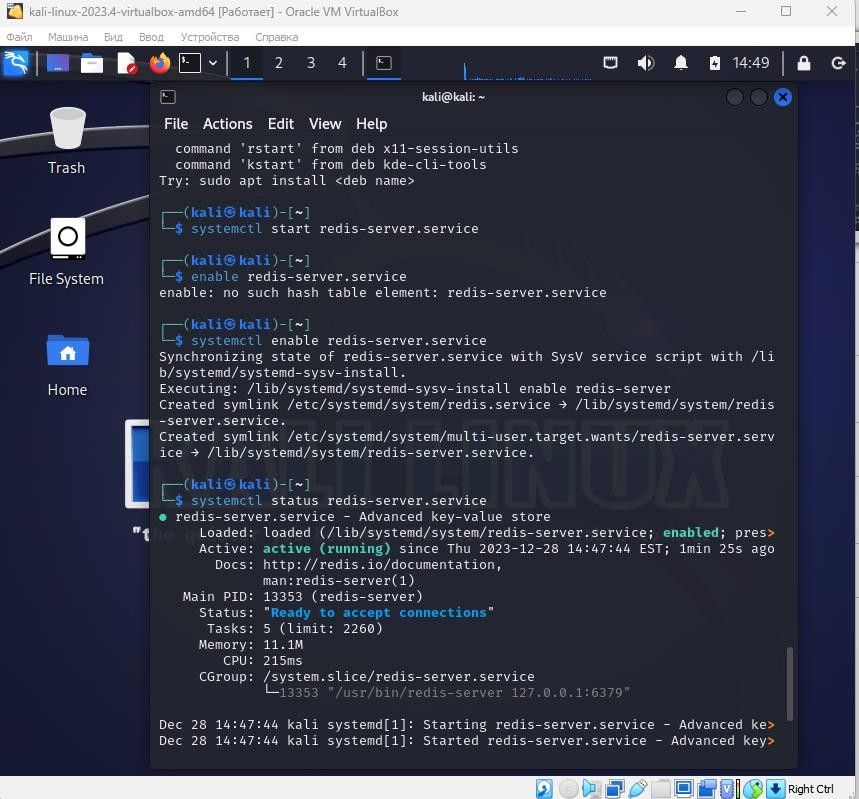 kali-linux-2023.4-virtualbox-amd64 [Работает] - Oracle VM VirtualBox
Файл Машина Вид Ввод Устройства Справка
1 2 3 4 14:49
kali@kali: ~
File Actions Edit View Help
command 'rstart' from deb x11-session-utils
command 'kstart' from deb kde-cli-tools
Try: sudo apt install <deb name>
┌──(kali㉿kali)-[~]
└─$ systemctl start redis-server.service
┌──(kali㉿kali)-[~]
└─$ enable redis-server.service
enable: no such hash table element: redis-server.service
┌──(kali㉿kali)-[~]
└─$ systemctl enable redis-server.service
Synchronizing state of redis-server.service with SysV service script with /li
b/systemd/systemd-sysv-install.
Executing: /lib/systemd/systemd-sysv-install enable redis-server
Created symlink /etc/systemd/system/redis.service → /lib/systemd/system/redis
-server.service.
Created symlink /etc/systemd/system/multi-user.target.wants/redis-server.serv
ice → /lib/systemd/system/redis-server.service.
┌──(kali㉿kali)-[~]
└─$ systemctl status redis-server.service
● redis-server.service - Advanced key-value store
Loaded: loaded (/lib/systemd/system/redis-server.service; enabled; pres>
Active: active (running) since Thu 2023-12-28 14:47:44 EST; 1min 25s ago
Docs: http://redis.io/documentation,
man:redis-server(1)
Main PID: 13353 (redis-server)
Status: "Ready to accept connections"
Tasks: 5 (limit: 2260)
Memory: 11.1M
CPU: 215ms
CGroup: /system.slice/redis-server.service
└─13353 "/usr/bin/redis-server 127.0.0.1:6379"
Dec 28 14:47:44 kali systemd[1]: Starting redis-server.service - Advanced ke>
Dec 28 14:47:44 kali systemd[1]: Started redis-server.service - Advanced key>
Trash
File System
Home
KALI LINUX
"the
Right Ctrl